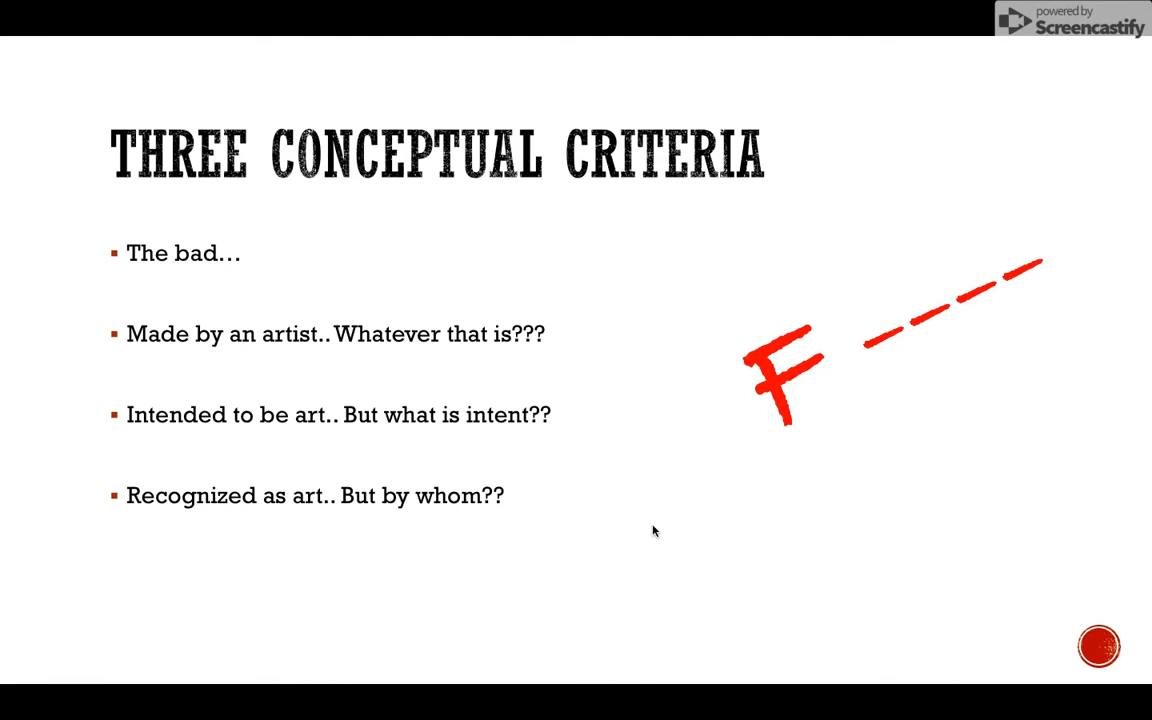 powered by
Screencastify
THREE CONCEPTUAL CRITERIA
▪ The bad…
▪ Made by an artist.. Whatever that is???
▪ Intended to be art.. But what is intent??
▪ Recognized as art.. But by whom??
F – – – –